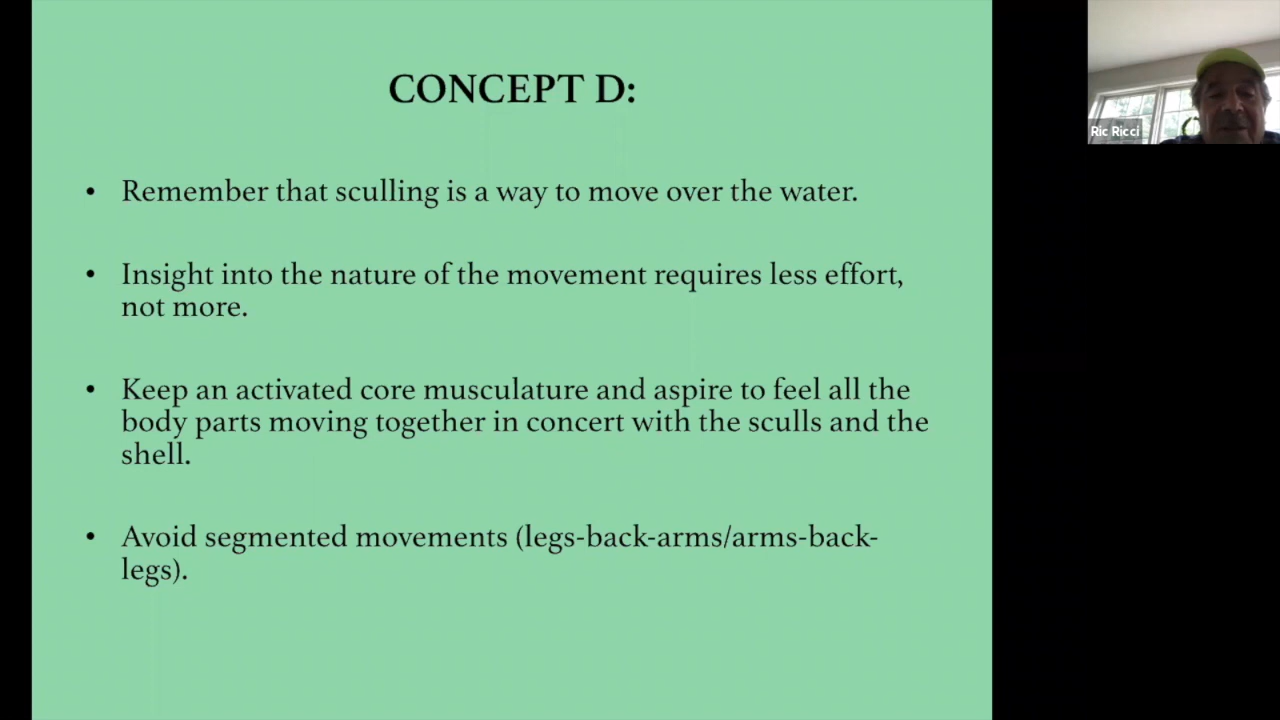 CONCEPT D:
• Remember that sculling is a way to move over the water.
• Insight into the nature of the movement requires less effort,
not more.
• Keep an activated core musculature and aspire to feel all the
body parts moving together in concert with the sculls and the
shell.
• Avoid segmented movements (legs-back-arms/arms-back-
legs).
Ric Ricci